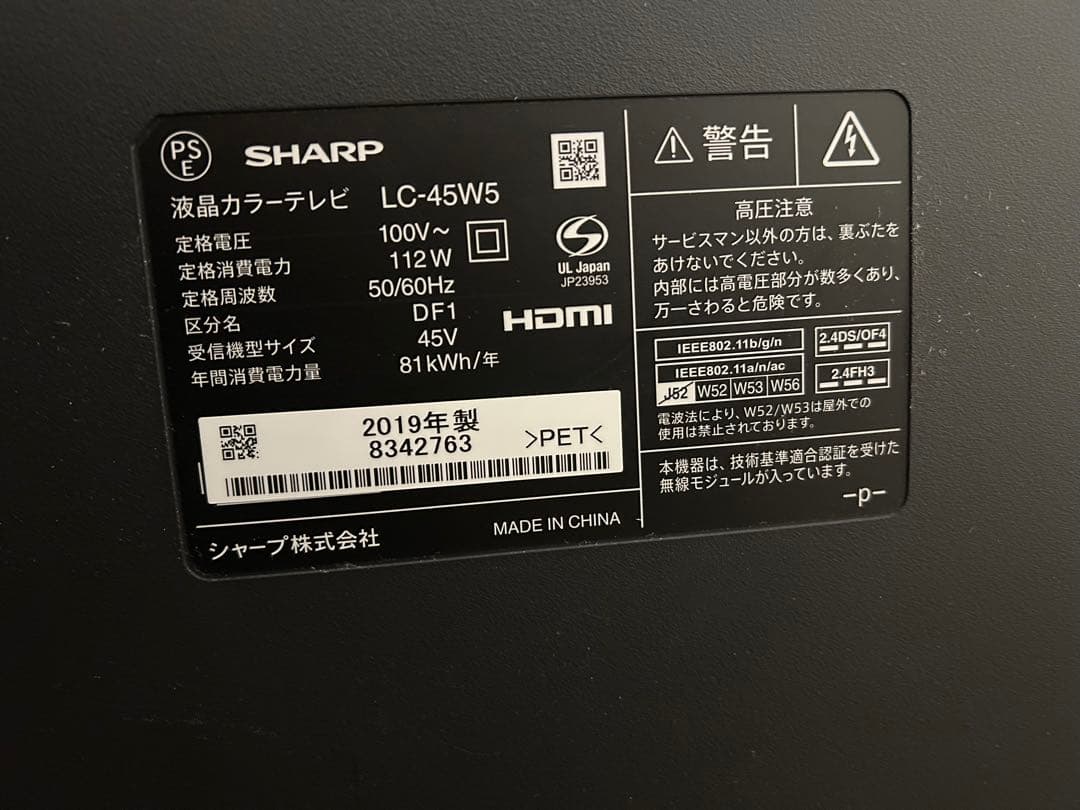 PS
E
SHARP
液晶カラーテレビ LC-45W5
定格電圧 100V～
定格消費電力 112W
定格周波数 50/60Hz
区分名 DF1
受信機型サイズ 45V
年間消費電力量 81kWh/年
UL Japan
JP23953
HDMI
2019年製
8342763
>PET<
シャープ株式会社
MADE IN CHINA
警告
高圧注意
サービスマン以外の方は、裏ぶたを
あけないでください。
内部には高電圧部分が数多くあり、
万一さわると危険です。
IEEE802.11b/g/n
IEEE802.11a/n/ac
J52 W52 W53 W56
2.4DS/OF4
2.4FH3
電波法により、W52/W53は屋外での
使用は禁止されております。
本機器は、技術基準適合認証を受けた
無線モジュールが入っています。
-p-